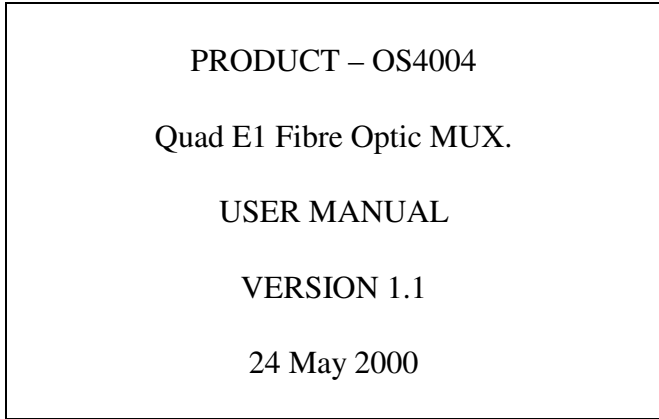 PRODUCT – OS4004
Quad E1 Fibre Optic MUX.
USER MANUAL
VERSION 1.1
24 May 2000